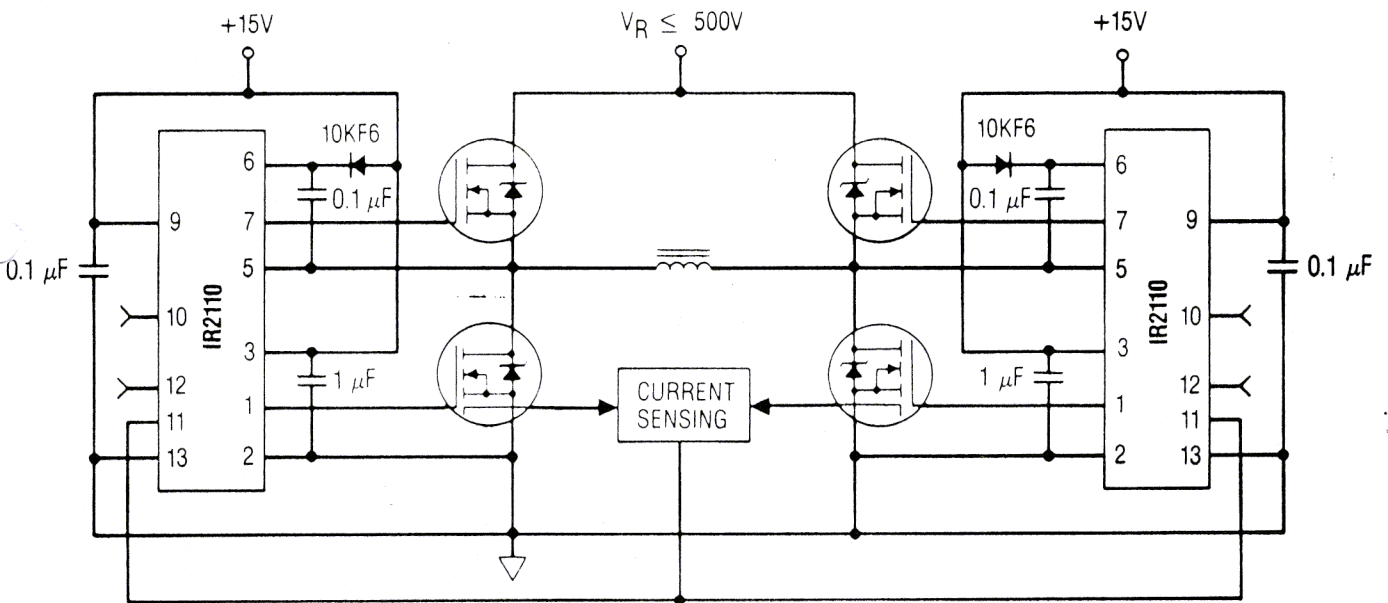 +15V
V_R ≤ 500V
+15V
10KF6
10KF6
6
0.1 μF
7
5
9
0.1 μF
10
12
11
13
IR2110
3
1 μF
1
2
CURRENT
SENSING
6
0.1 μF
7
5
9
0.1 μF
10
12
11
13
IR2110
3
1 μF
1
2